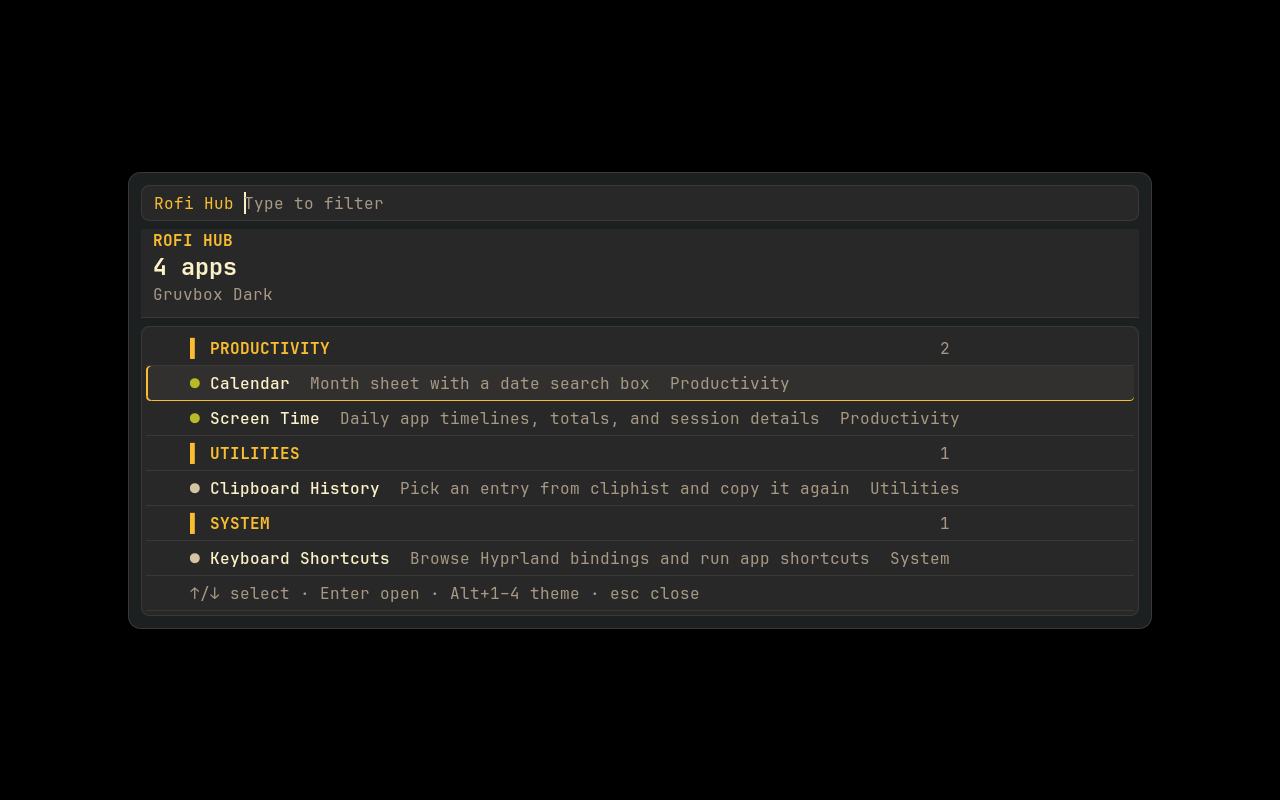 Rofi Hub Type to filter
ROFI HUB
4 apps
Gruvbox Dark
PRODUCTIVITY 2
Calendar Month sheet with a date search box Productivity
Screen Time Daily app timelines, totals, and session details Productivity
UTILITIES 1
Clipboard History Pick an entry from cliphist and copy it again Utilities
SYSTEM 1
Keyboard Shortcuts Browse Hyprland bindings and run app shortcuts System
↑/↓ select · Enter open · Alt+1–4 theme · esc close